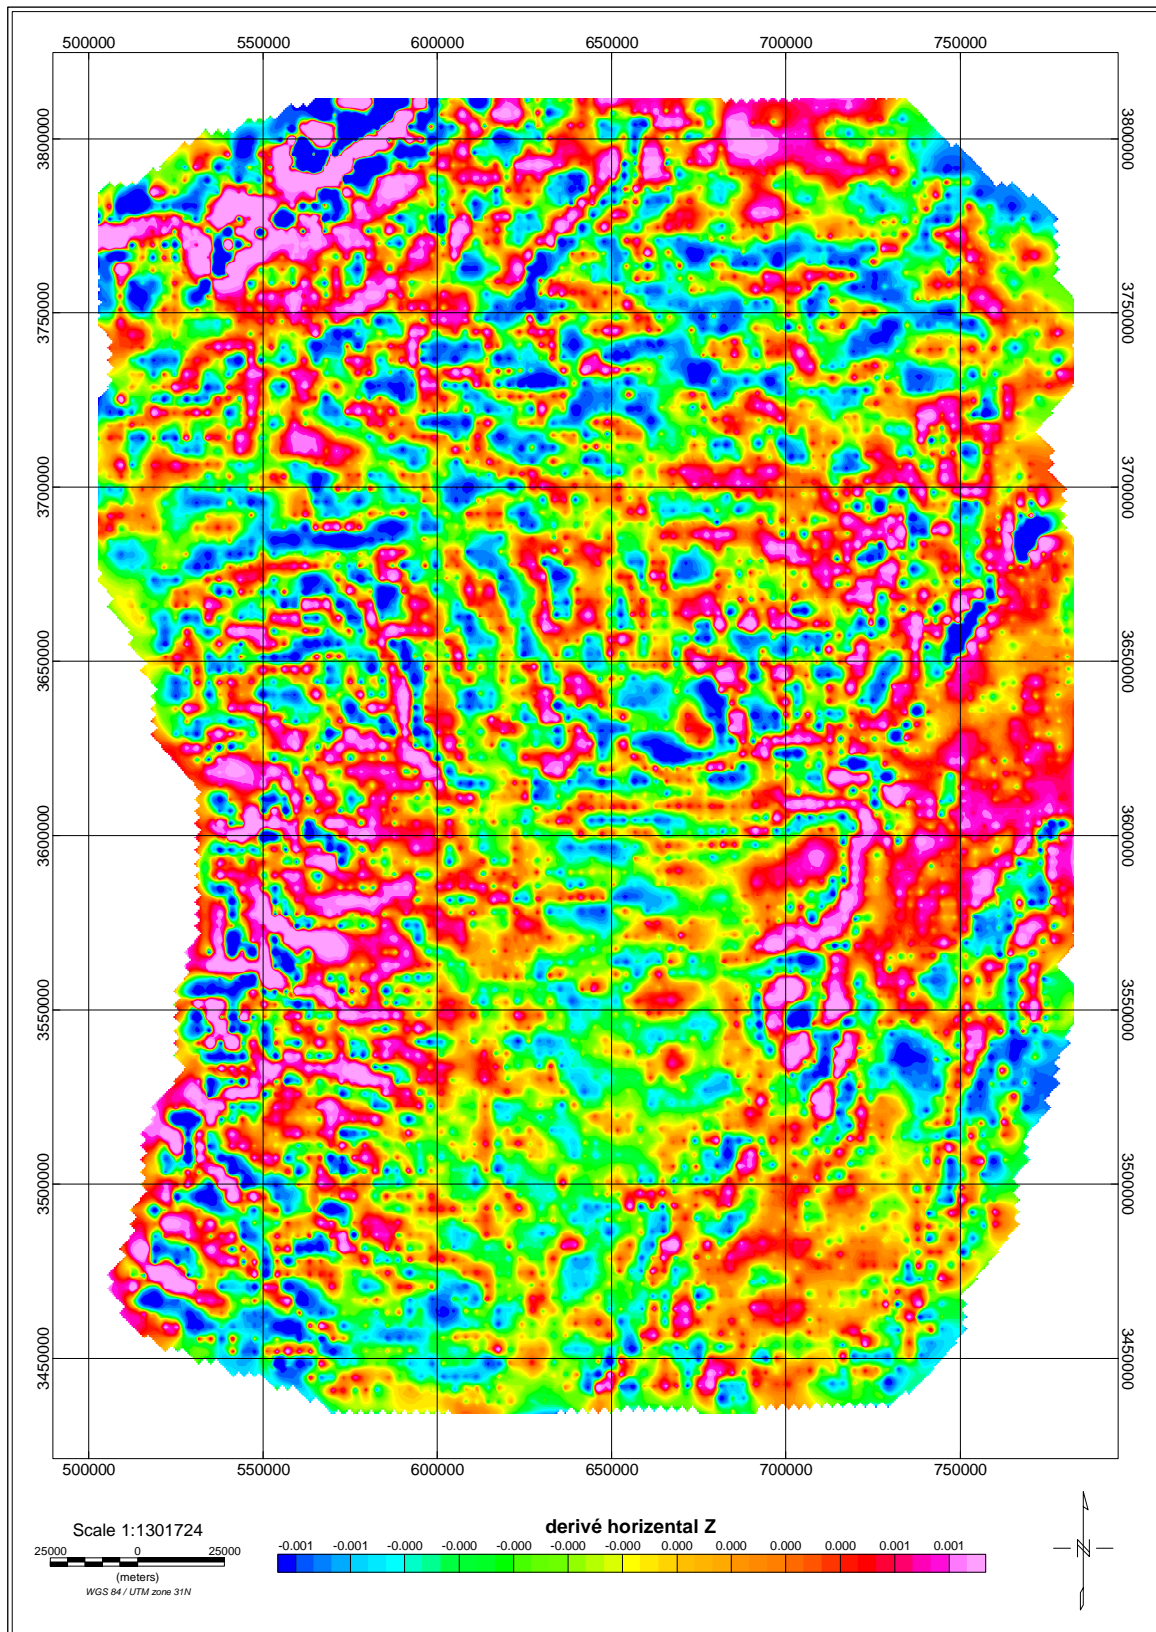 500000 550000 600000 650000 700000 750000
3800000 3800000
3750000 3750000
3700000 3700000
3650000 3650000
3600000 3600000
3550000 3550000
3500000 3500000
3450000 3450000
500000 550000 600000 650000 700000 750000
Scale 1:1301724
25000 0 25000
(meters)
WGS 84 / UTM zone 31N
derivé horizental Z
-0.001 -0.001 -0.000 -0.000 -0.000 -0.000 -0.000 0.000 0.000 0.000 0.000 0.001 0.001
N